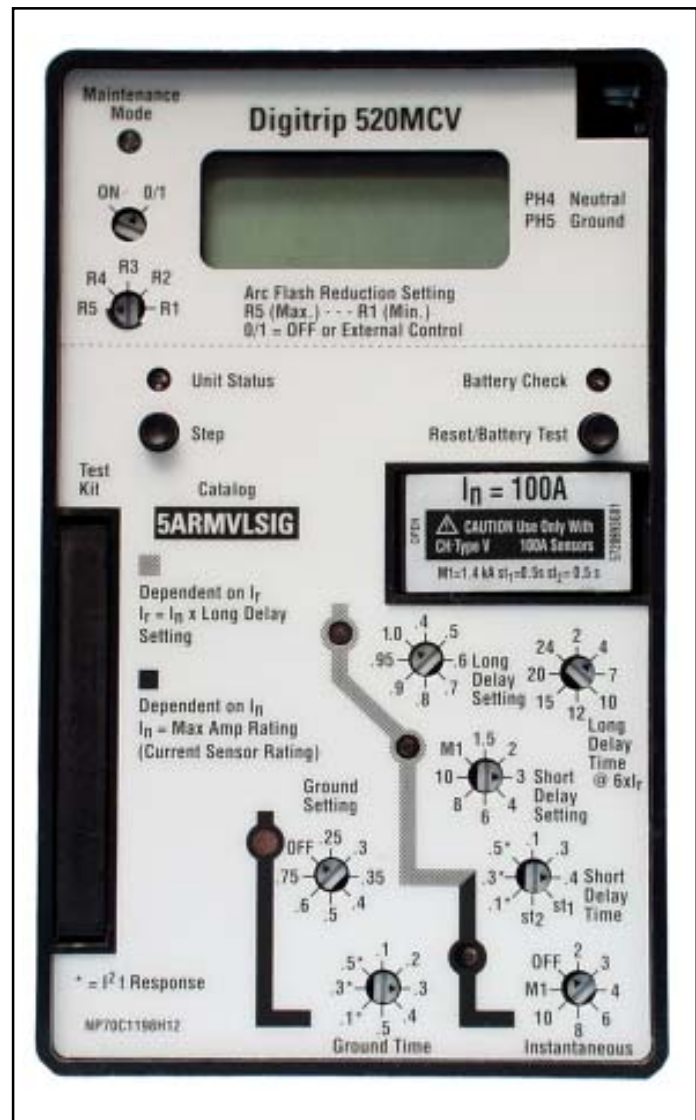 Maintenance
Mode
Digitrip 520MCV
ON 0/1
PH4 Neutral
PH5 Ground
R5 R4 R3 R2 R1
Arc Flash Reduction Setting
R5 (Max.) - - - R1 (Min.)
0/1 = OFF or External Control
Unit Status
Battery Check
Step
Reset/Battery Test
Test
Kit
Catalog
5ARMVLSIG
In = 100A
OPEN
⚠ CAUTION Use Only With
CH-Type V 100A Sensors
M1=1.4 kA st1=0.5s st2=0.5 s
Dependent on Ir
Ir = In x Long Delay
Setting
Dependent on In
In = Max Amp Rating
(Current Sensor Rating)
.4 .5 .6 .7 .8 .9 .95 1.0
Long
Delay
Setting
2 4 7 10 12 15 20 24
Long
Delay
Time
@ 6xIr
M1 1.5 2 3 4 6 8 10
Short
Delay
Setting
Ground
Setting
OFF .25 .3 .35 .4 .5 .6 .75
.1 .3 .4 st1 st2 .1* .3* .5*
Short
Delay
Time
* = I2 t Response
.1 .2 .3 .4 .5 .1* .3* .5*
Ground Time
OFF 2 3 4 6 8 10 M1
Instantaneous
NP70C1198H12